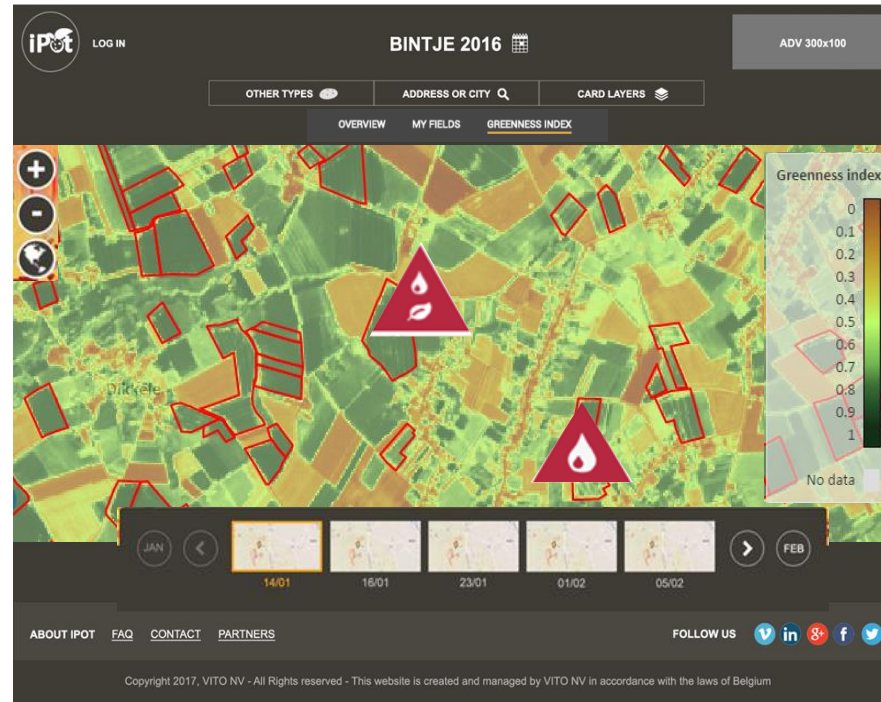 iPot
LOG IN
BINTJE 2016
ADV 300x100
OTHER TYPES
ADDRESS OR CITY
CARD LAYERS
OVERVIEW
MY FIELDS
GREENNESS INDEX
+
-
Greenness index
0
0.1
0.2
0.3
0.4
0.5
0.6
0.7
0.8
0.9
1
No data
JAN
FEB
14/01
16/01
23/01
01/02
05/02
ABOUT IPOT
FAQ
CONTACT
PARTNERS
FOLLOW US
Copyright 2017, VITO NV - All Rights reserved - This website is created and managed by VITO NV in accordance with the laws of Belgium